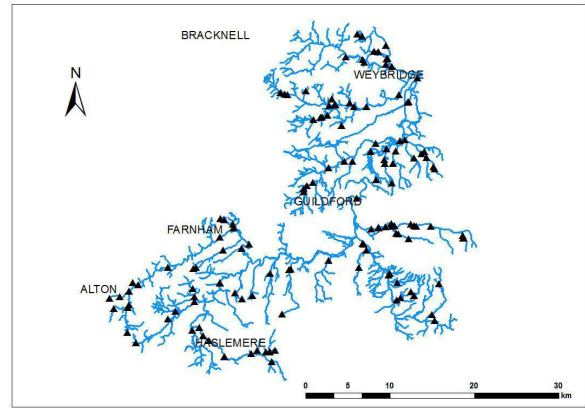 BRACKNELL
WEYBRIDGE
N
GUILDFORD
FARNHAM
ALTON
HASLEMERE
0 5 10 20 30
km